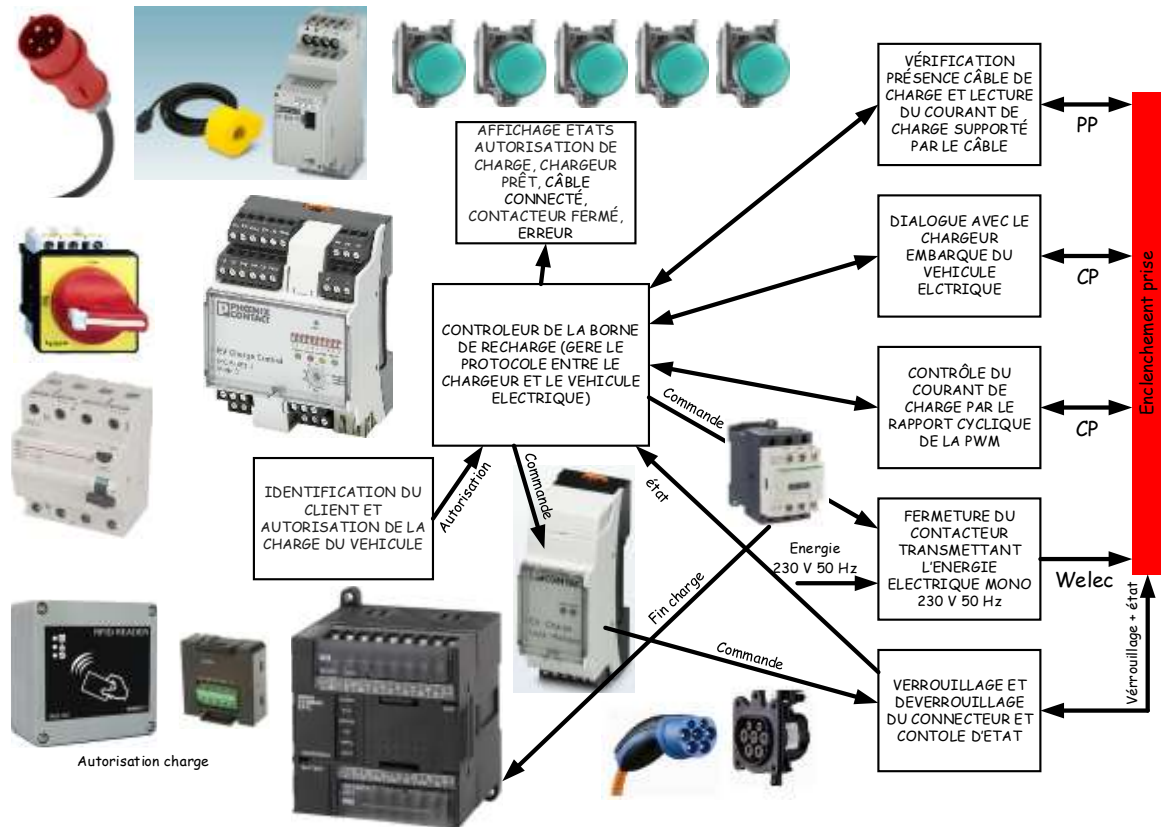 AFFICHAGE ETATS
AUTORISATION DE
CHARGE, CHARGEUR
PRÊT, CÂBLE
CONNECTÉ,
CONTACTEUR FERMÉ,
ERREUR
VÉRIFICATION
PRÉSENCE CÂBLE DE
CHARGE ET LECTURE
DU COURANT DE
CHARGE SUPPORTÉ
PAR LE CÂBLE
PP
DIALOGUE AVEC LE
CHARGEUR
EMBARQUE DU
VEHICULE
ELCTRIQUE
CP
Enclenchement prise
PHOENIX
CONTACT
EV Charge Control
CONTROLEUR DE LA BORNE
DE RECHARGE (GERE LE
PROTOCOLE ENTRE LE
CHARGEUR ET LE VEHICULE
ELECTRIQUE)
CONTRÔLE DU
COURANT DE
CHARGE PAR LE
RAPPORT CYCLIQUE
DE LA PWM
CP
Commande
IDENTIFICATION DU
CLIENT ET
AUTORISATION DE LA
CHARGE DU VEHICULE
Autorisation
Commande
état
Energie
230 V 50 Hz
FERMETURE DU
CONTACTEUR
TRANSMETTANT
L'ENERGIE
ELECTRIQUE MONO
230 V 50 Hz
Welec
Fin charge
Commande
Vérrouillage + état
VERROUILLAGE ET
DEVERROUILLAGE
DU CONNECTEUR ET
CONTOLE D'ETAT
RFID READER
Autorisation charge